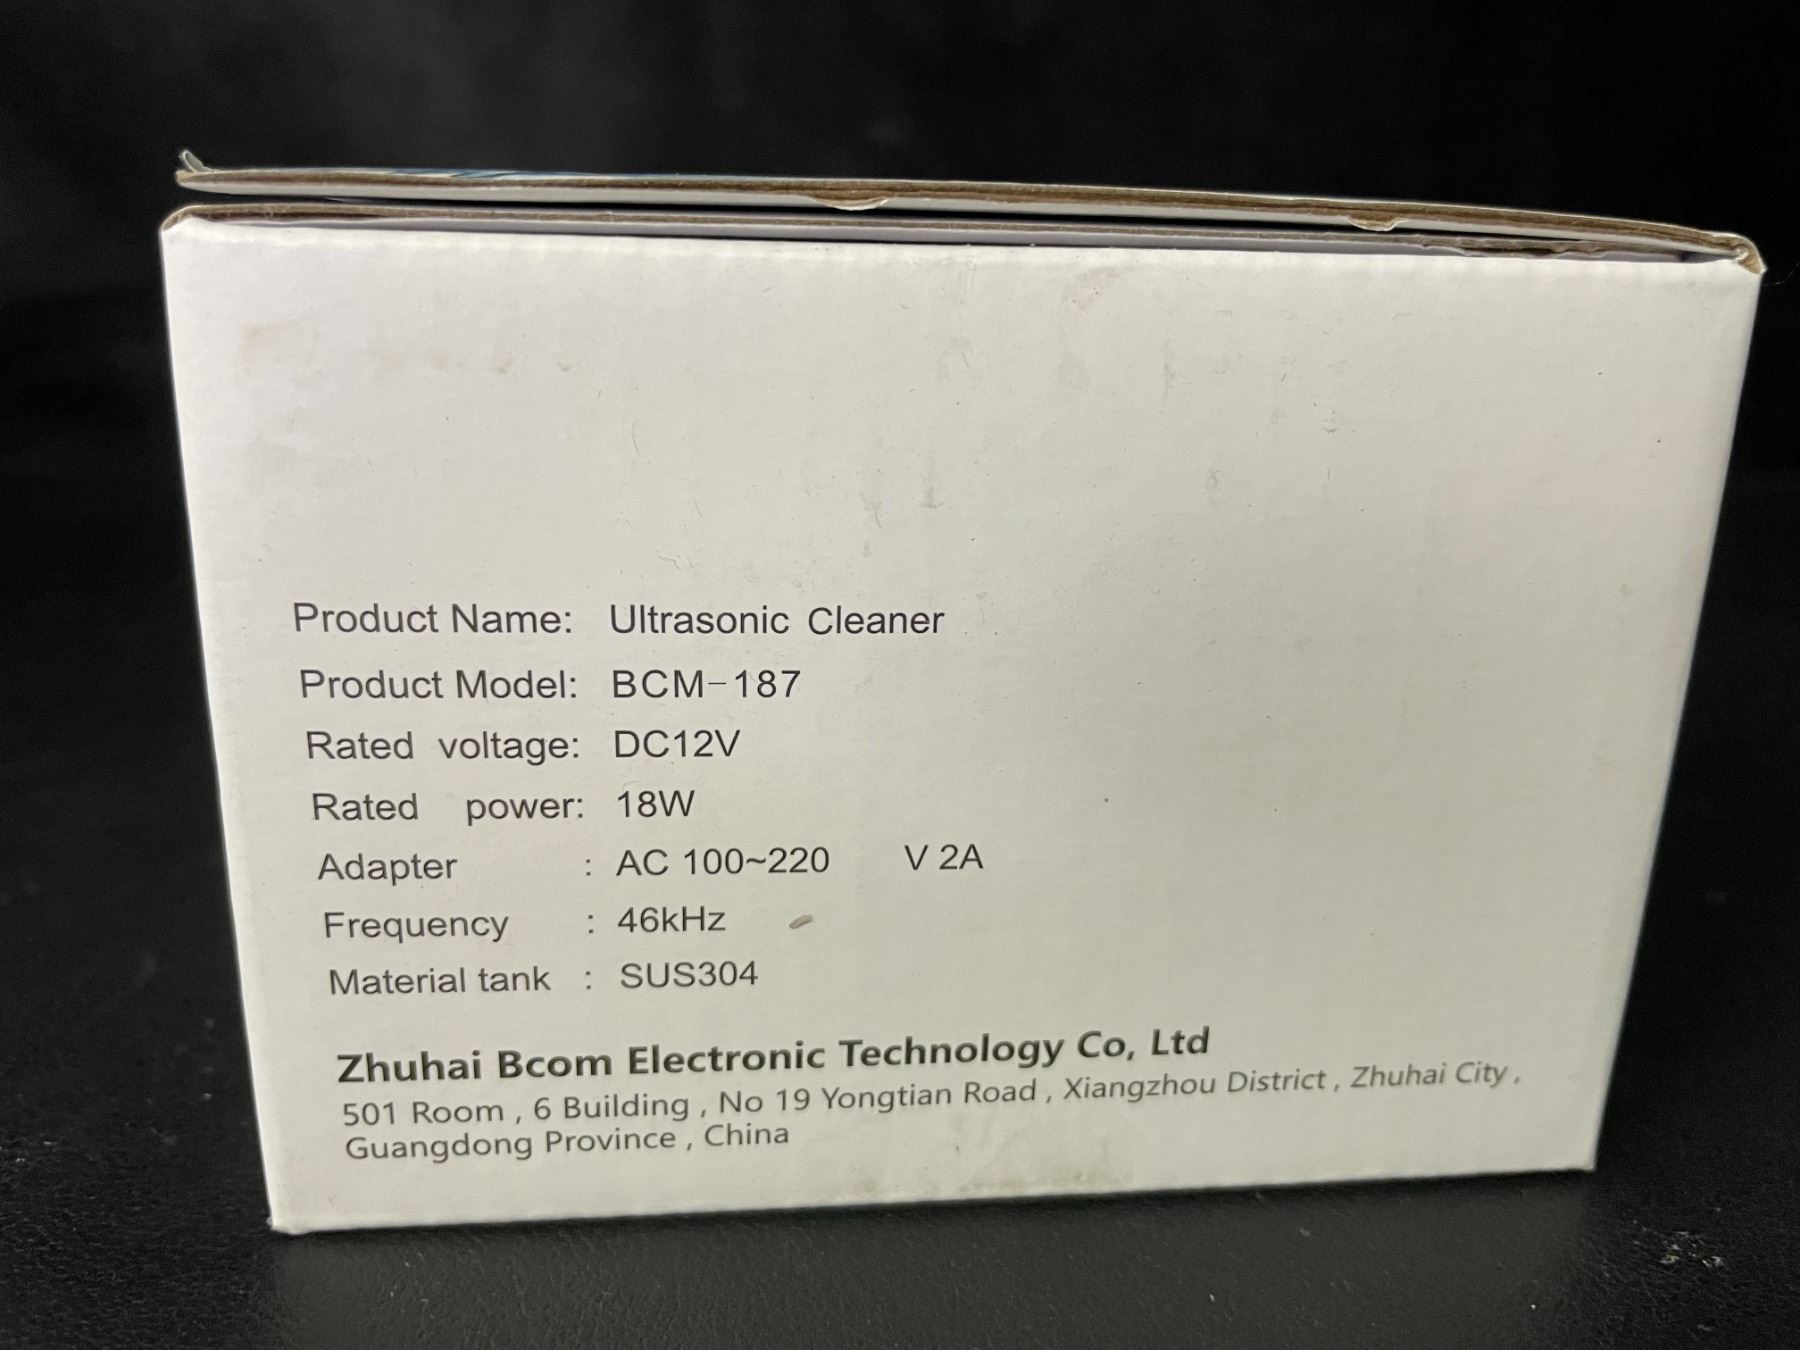 Product Name: Ultrasonic Cleaner
Product Model: BCM-187
Rated voltage: DC12V
Rated power: 18W
Adapter : AC 100~220 V 2A
Frequency : 46kHz
Material tank : SUS304
Zhuhai Bcom Electronic Technology Co, Ltd
501 Room , 6 Building , No 19 Yongtian Road , Xiangzhou District , Zhuhai City ,
Guangdong Province , China